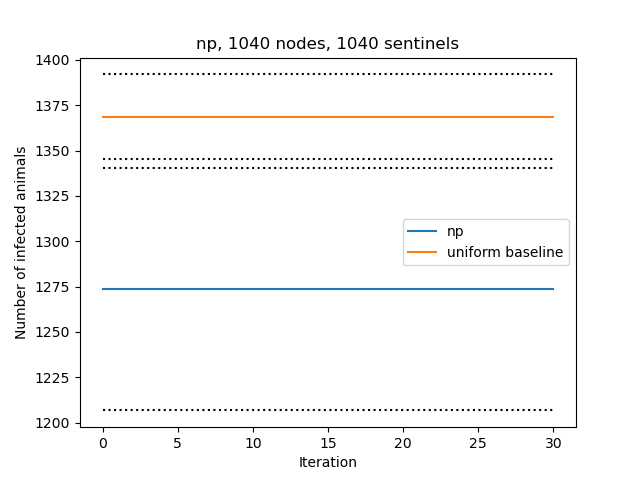 np, 1040 nodes, 1040 sentinels
Number of infected animals
1400
1375
1350
1325
1300
1275
1250
1225
1200
np
uniform baseline
0 5 10 15 20 25 30
Iteration